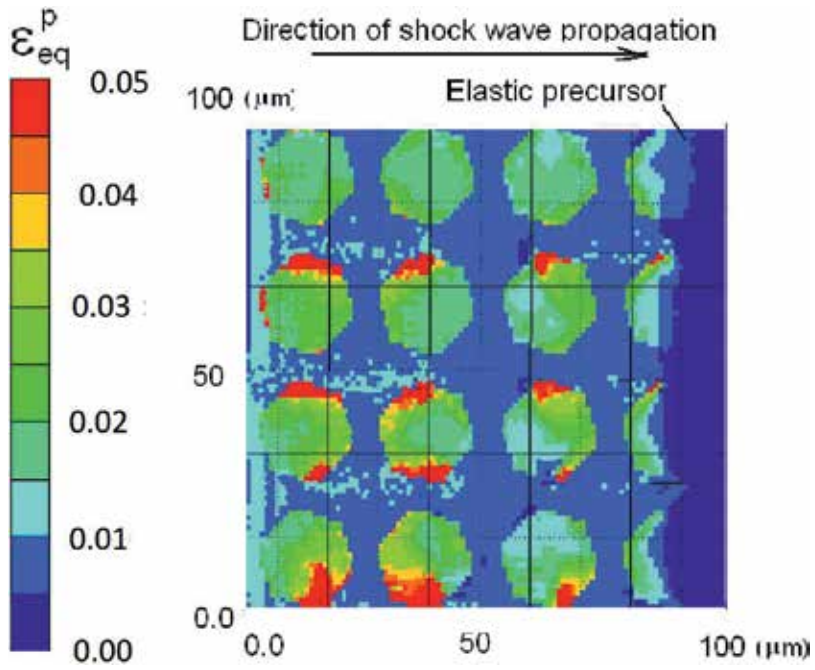 ε p eq
Direction of shock wave propagation
Elastic precursor
0.05
0.04
0.03
0.02
0.01
0.00
100 (μm)
50
0.0
0.0 50 100 (μm)